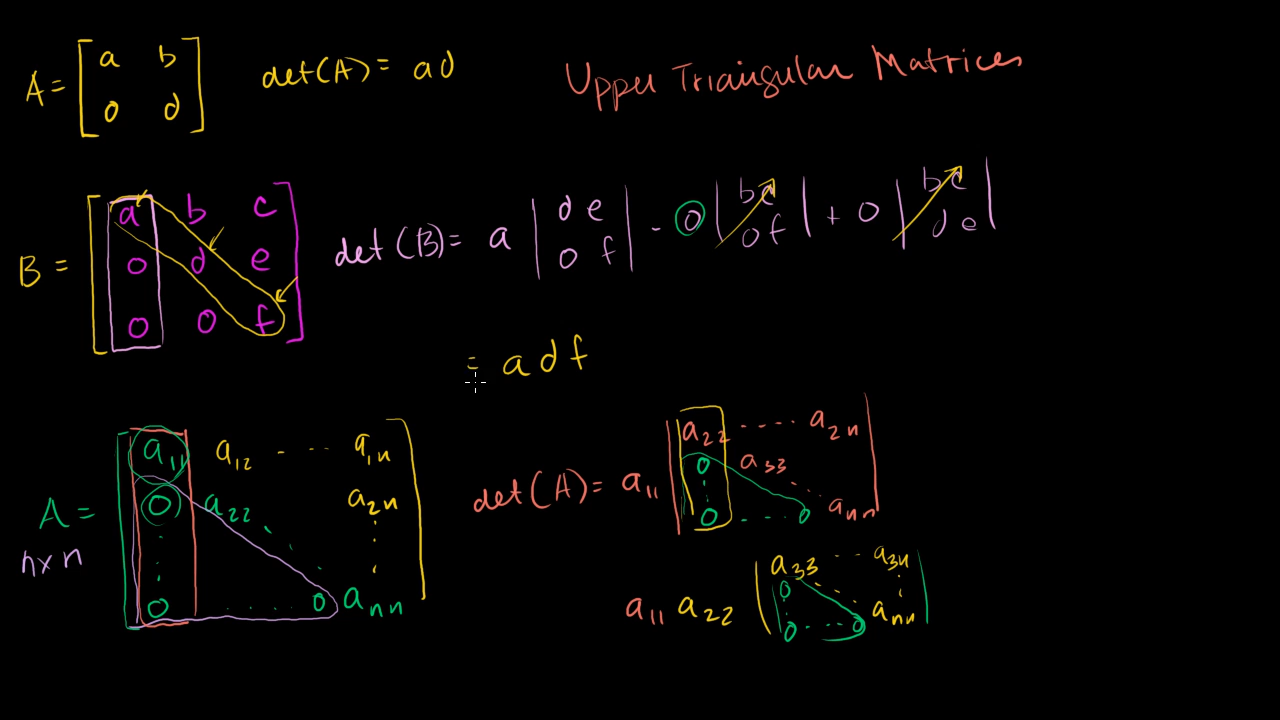 A = [ a b
0 d ]
det(A) = ad
Upper Triangular Matrices
B = [ a b c
0 d e
0 0 f ]
det(B) = a | d e
0 f | - 0 | b c
0 f | + 0 | b c
d e |
= a d f
A = [ a₁₁ a₁₂ - ··· a₁ₙ
0 a₂₂ · a₂ₙ
: · :
0 ···· 0 aₙₙ ]
n×n
det(A) = a₁₁ | a₂₂ ···· a₂ₙ
0 a₃₃ ··
: aₙₙ
0 ··· 0 |
a₁₁ a₂₂ | a₃₃ ·· a₃ₙ
0 ·· :
: aₙₙ
0 ··· 0 |